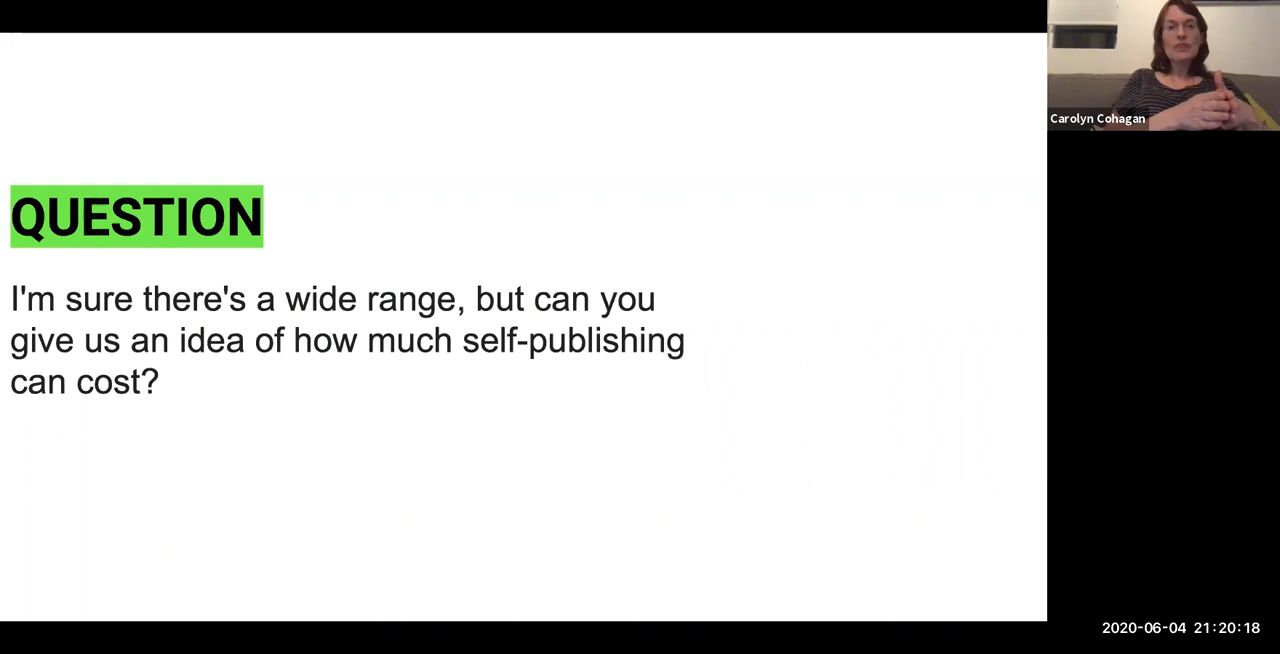 Carolyn Cohagan
QUESTION
I'm sure there's a wide range, but can you
give us an idea of how much self-publishing
can cost?
2020-06-04 21:20:18